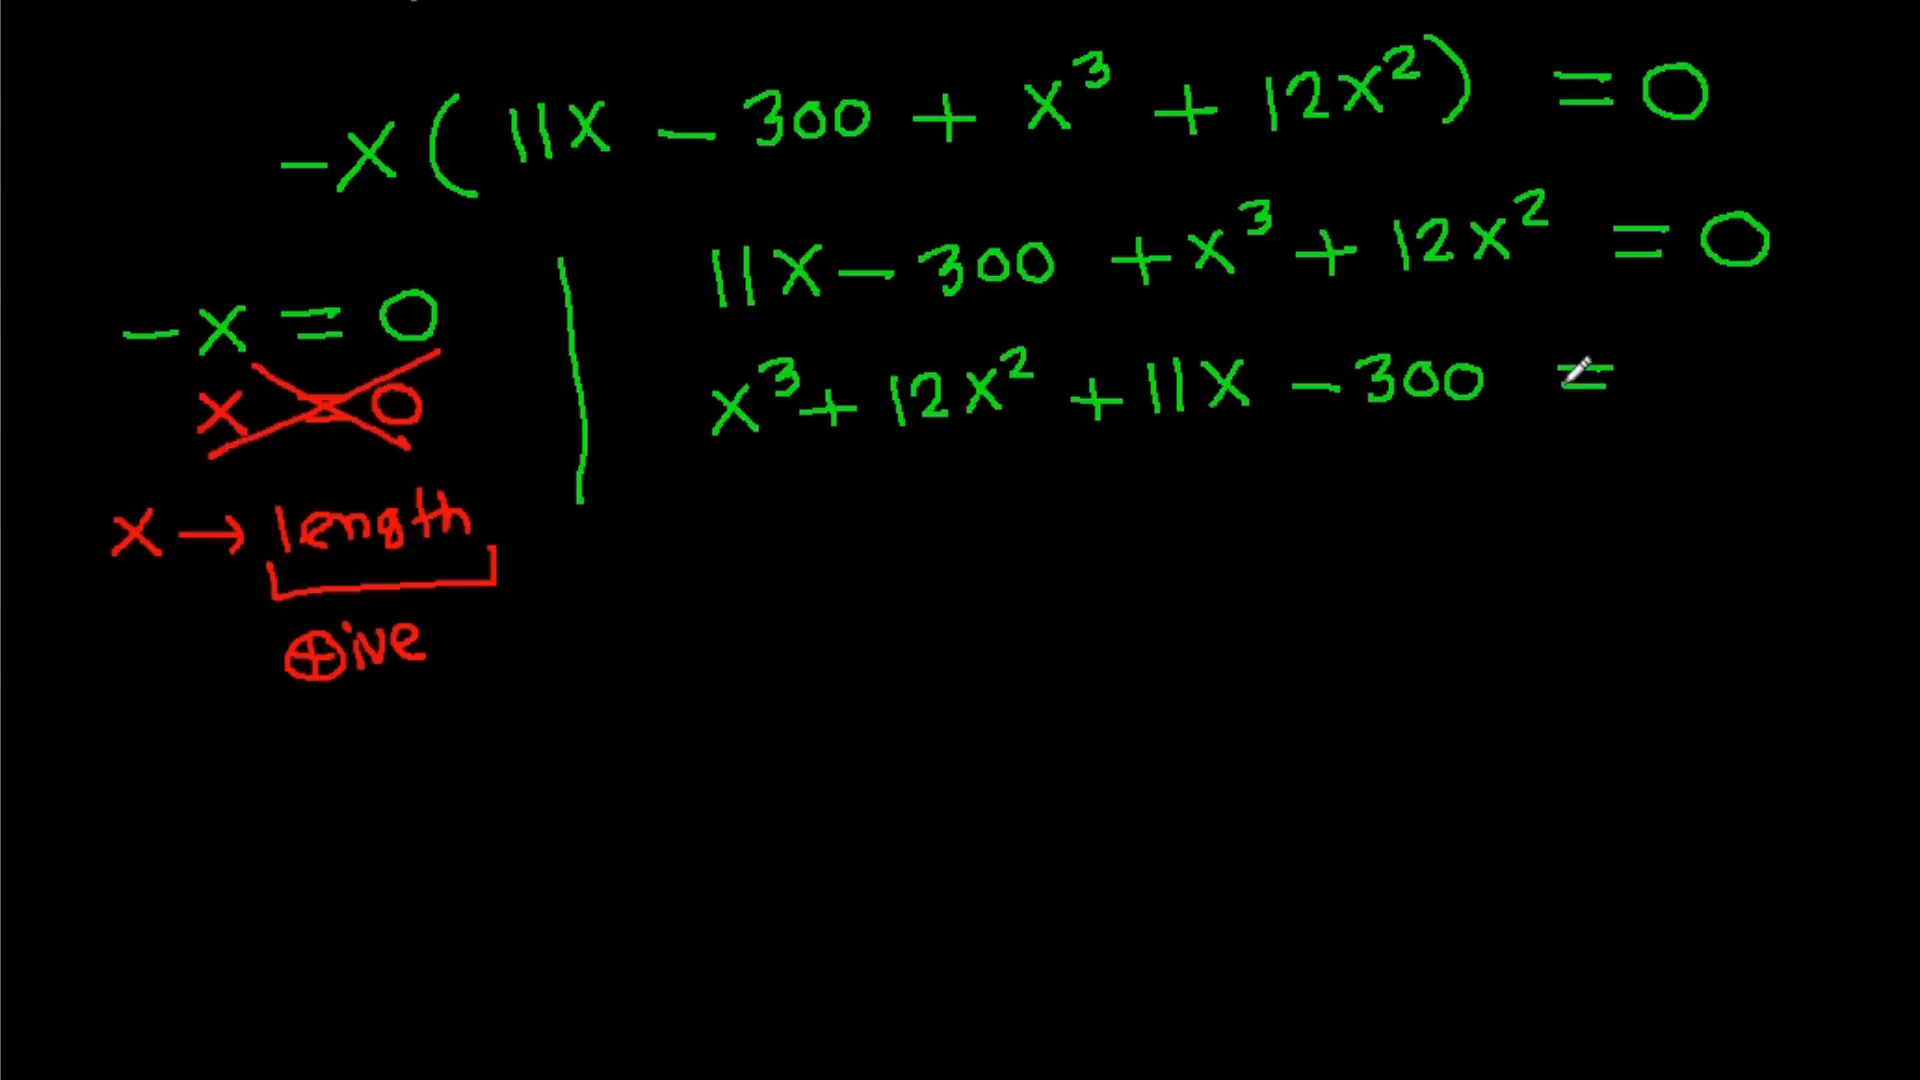 -x(11x - 300 + x³ + 12x²) = 0
11x - 300 + x³ + 12x² = 0
-x = 0
x³ + 12x² + 11x - 300 =
x = 0
x → length
⊕ive